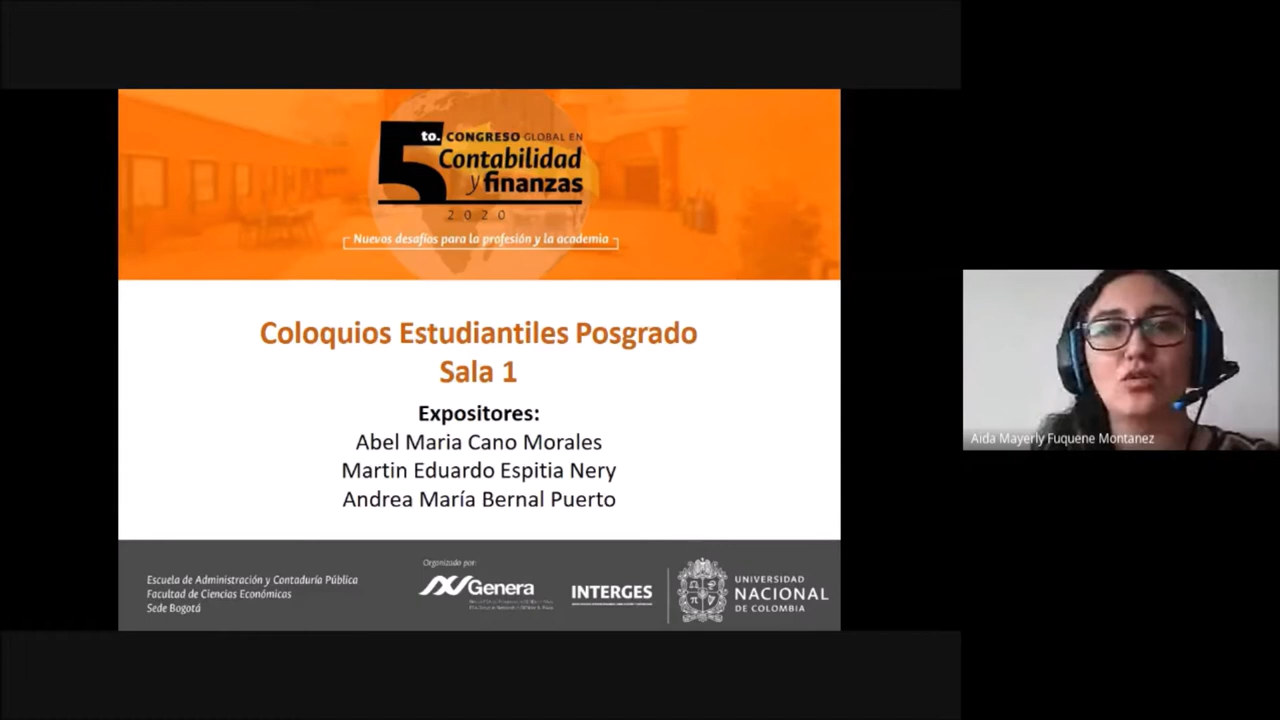 5to. CONGRESO GLOBAL EN
Contabilidad
y finanzas
2020
Nuevos desafíos para la profesión y la academia
Coloquios Estudiantiles Posgrado
Sala 1
Expositores:
Abel Maria Cano Morales
Martin Eduardo Espitia Nery
Andrea María Bernal Puerto
Aida Mayerly Fuquene Montanez
Escuela de Administración y Contaduría Pública
Facultad de Ciencias Económicas
Sede Bogotá
Organizado por:
Genera
INTERGES
UNIVERSIDAD
NACIONAL
DE COLOMBIA